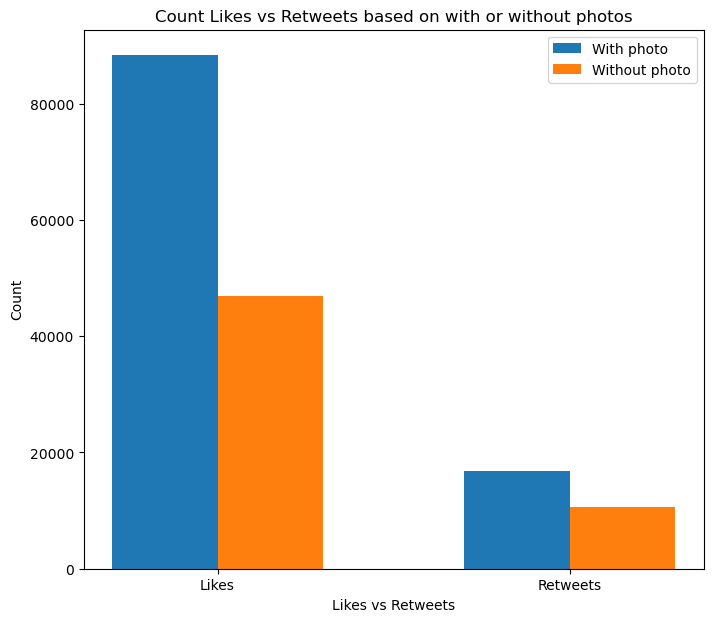 Count Likes vs Retweets based on with or without photos
With photo
Without photo
80000
60000
40000
20000
0
Count
Likes
Retweets
Likes vs Retweets